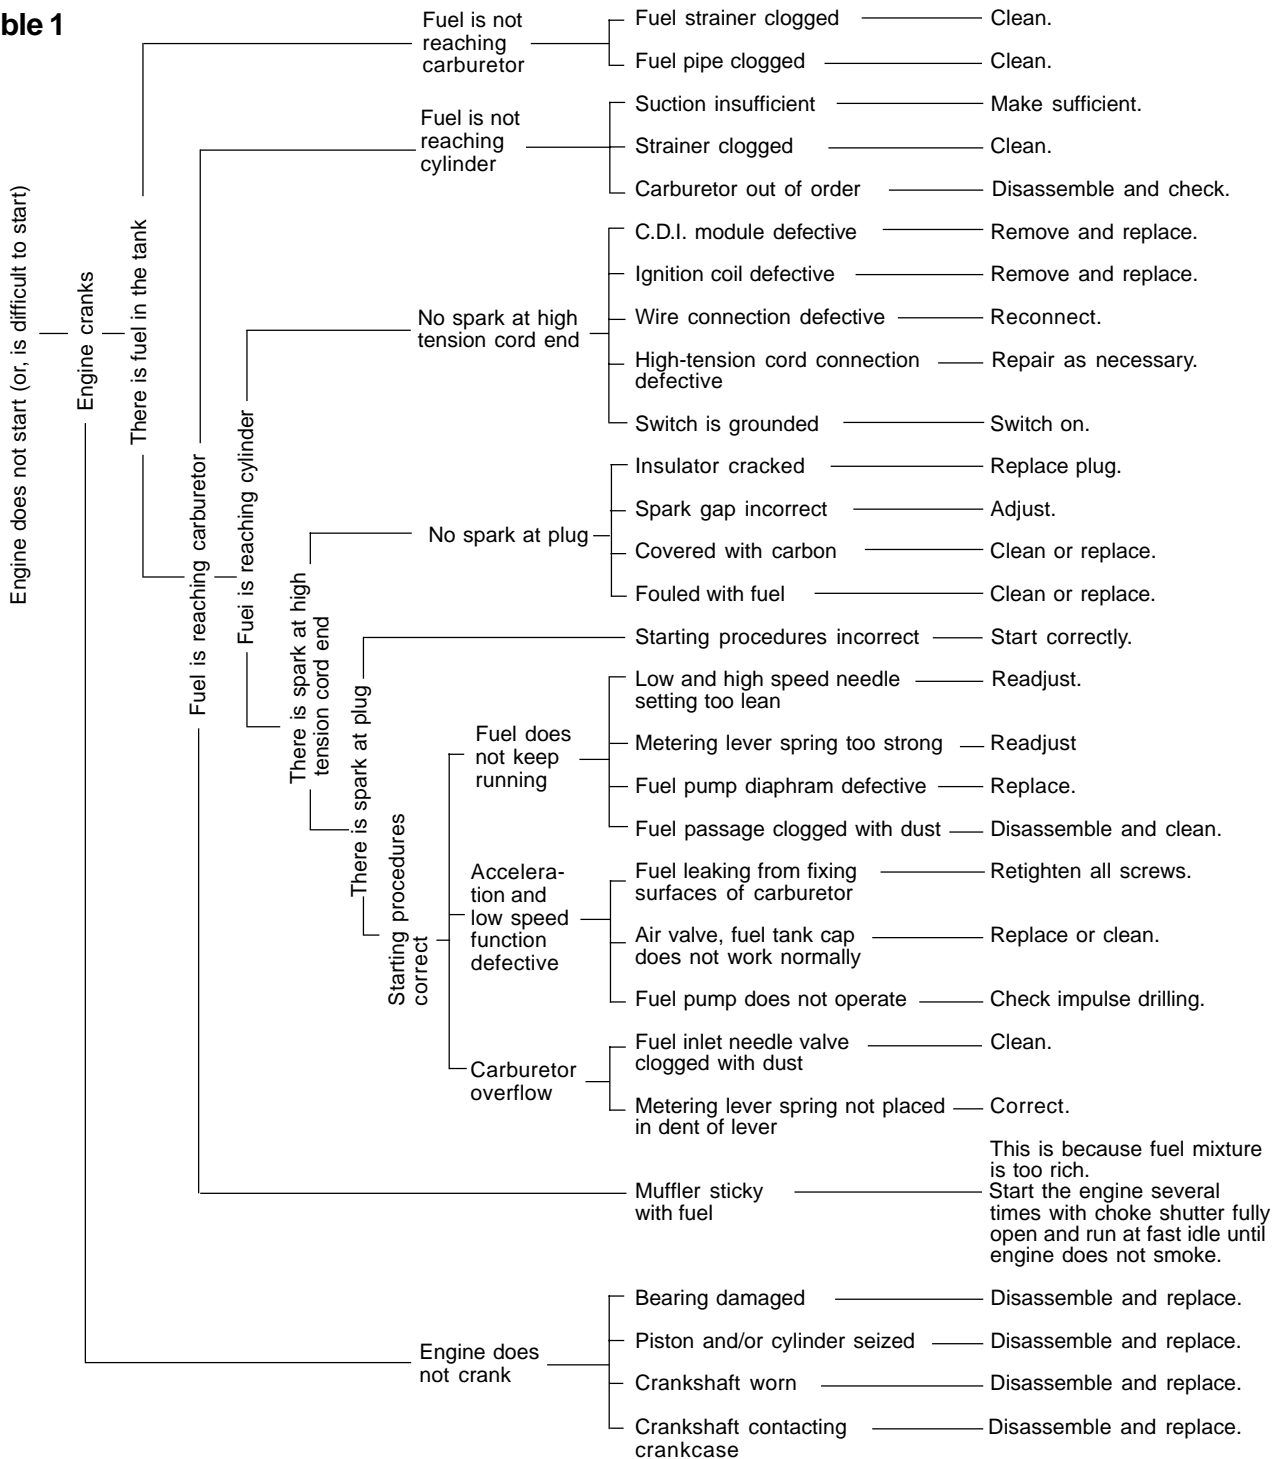 ble 1
Engine does not start (or, is difficult to start)
Engine cranks
There is fuel in the tank
Fuel is not
reaching
carburetor
Fuel strainer clogged
Clean.
Fuel pipe clogged
Clean.
Fuel is reaching carburetor
Fuel is not
reaching
cylinder
Suction insufficient
Make sufficient.
Strainer clogged
Clean.
Carburetor out of order
Disassemble and check.
Fuei is reaching cylinder
No spark at high
tension cord end
C.D.I. module defective
Remove and replace.
Ignition coil defective
Remove and replace.
Wire connection defective
Reconnect.
High-tension cord connection
defective
Repair as necessary.
Switch is grounded
Switch on.
There is spark at high
tension cord end
No spark at plug
Insulator cracked
Replace plug.
Spark gap incorrect
Adjust.
Covered with carbon
Clean or replace.
Fouled with fuel
Clean or replace.
There is spark at plug
Starting procedures incorrect
Start correctly.
Starting procedures
correct
Fuel does
not keep
running
Low and high speed needle
setting too lean
Readjust.
Metering lever spring too strong
Readjust
Fuel pump diaphram defective
Replace.
Fuel passage clogged with dust
Disassemble and clean.
Accelera-
tion and
low speed
function
defective
Fuel leaking from fixing
surfaces of carburetor
Retighten all screws.
Air valve, fuel tank cap
does not work normally
Replace or clean.
Fuel pump does not operate
Check impulse drilling.
Carburetor
overflow
Fuel inlet needle valve
clogged with dust
Clean.
Metering lever spring not placed
in dent of lever
Correct.
Muffler sticky
with fuel
This is because fuel mixture
is too rich.
Start the engine several
times with choke shutter fully
open and run at fast idle until
engine does not smoke.
Engine does
not crank
Bearing damaged
Disassemble and replace.
Piston and/or cylinder seized
Disassemble and replace.
Crankshaft worn
Disassemble and replace.
Crankshaft contacting
crankcase
Disassemble and replace.